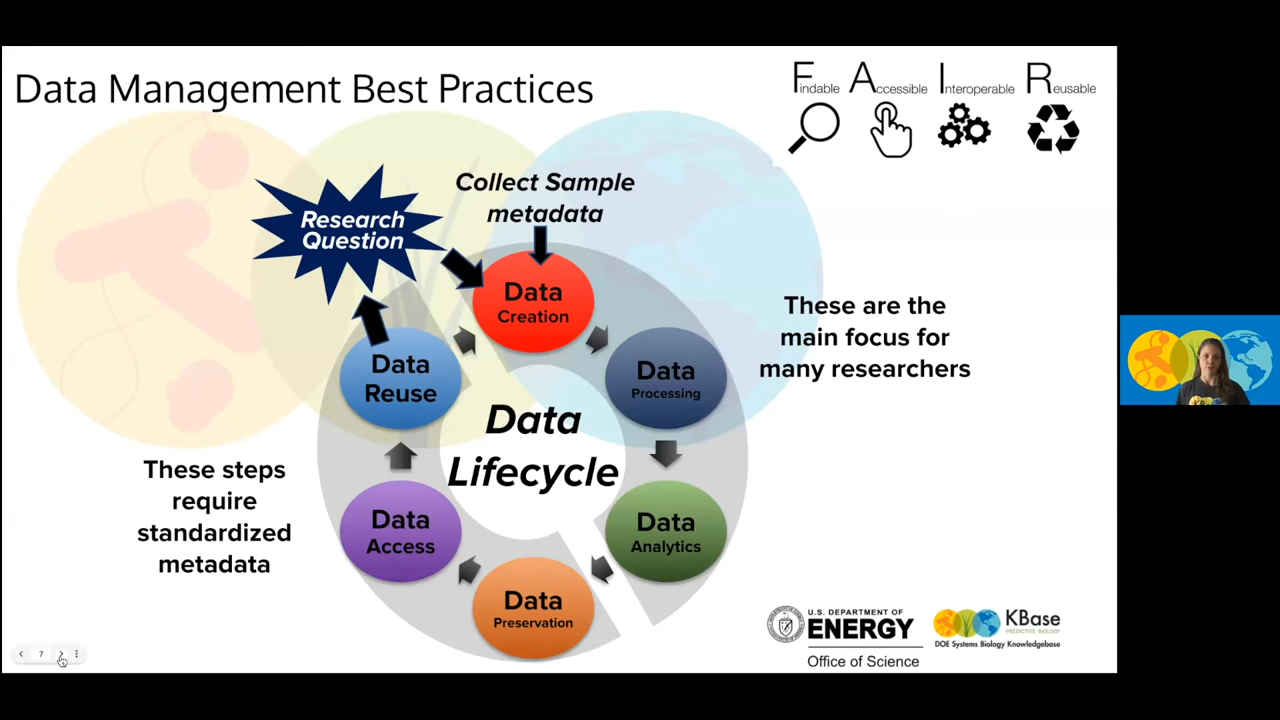 Data Management Best Practices
Findable Accessible Interoperable Reusable
Collect Sample
metadata
Research
Question
Data
Creation
Data
Processing
Data
Analytics
Data
Preservation
Data
Access
Data
Reuse
Data
Lifecycle
These are the
main focus for
many researchers
These steps
require
standardized
metadata
U.S. DEPARTMENT OF
ENERGY
Office of Science
KBase
PREDICTIVE BIOLOGY
DOE Systems Biology Knowledgebase
7